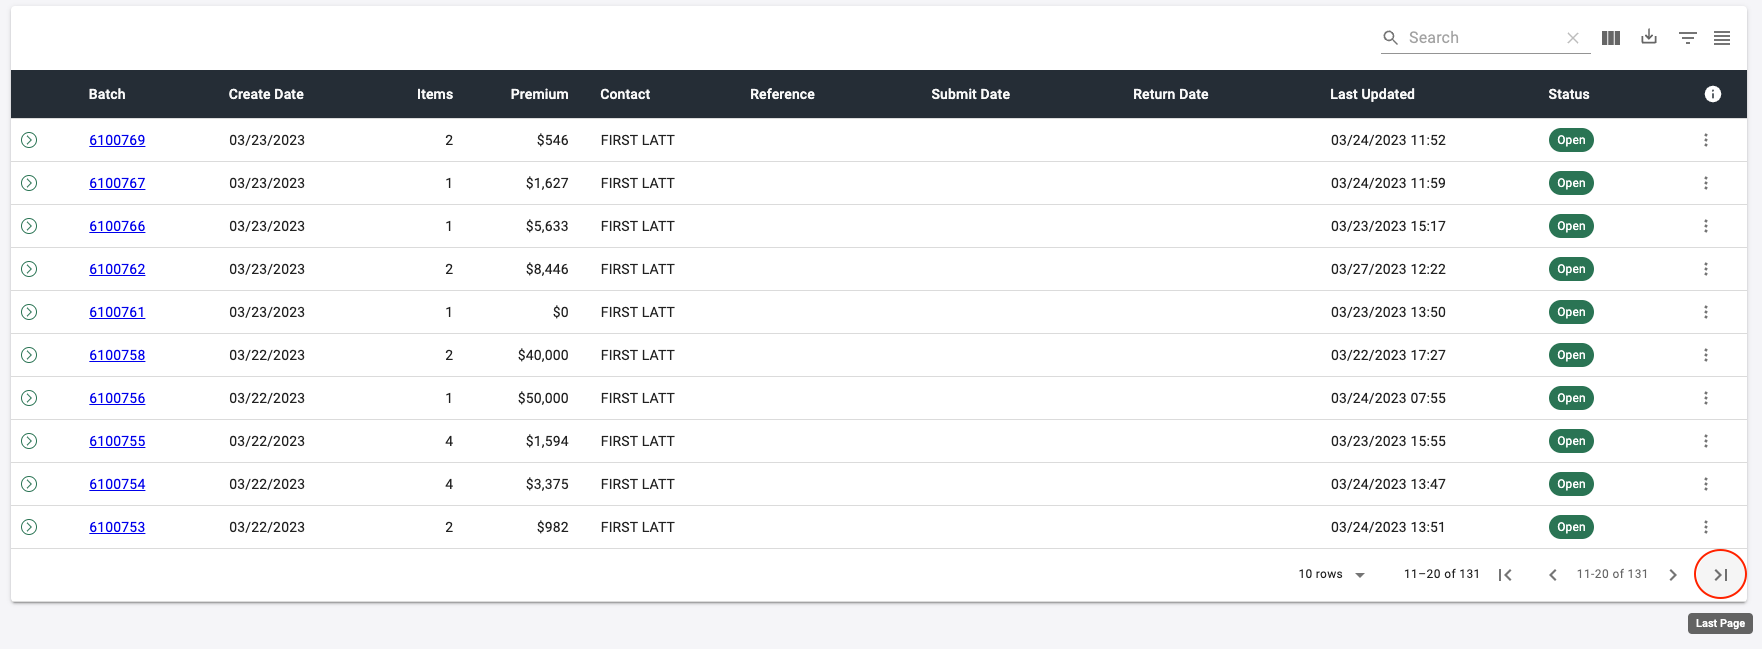 Search
Batch Create Date Items Premium Contact Reference Submit Date Return Date Last Updated Status
6100769 03/23/2023 2 $546 FIRST LATT 03/24/2023 11:52 Open
6100767 03/23/2023 1 $1,627 FIRST LATT 03/24/2023 11:59 Open
6100766 03/23/2023 1 $5,633 FIRST LATT 03/23/2023 15:17 Open
6100762 03/23/2023 2 $8,446 FIRST LATT 03/27/2023 12:22 Open
6100761 03/23/2023 1 $0 FIRST LATT 03/23/2023 13:50 Open
6100758 03/22/2023 2 $40,000 FIRST LATT 03/22/2023 17:27 Open
6100756 03/22/2023 1 $50,000 FIRST LATT 03/24/2023 07:55 Open
6100755 03/22/2023 4 $1,594 FIRST LATT 03/23/2023 15:55 Open
6100754 03/22/2023 4 $3,375 FIRST LATT 03/24/2023 13:47 Open
6100753 03/22/2023 2 $982 FIRST LATT 03/24/2023 13:51 Open
10 rows 11–20 of 131 11-20 of 131
Last Page